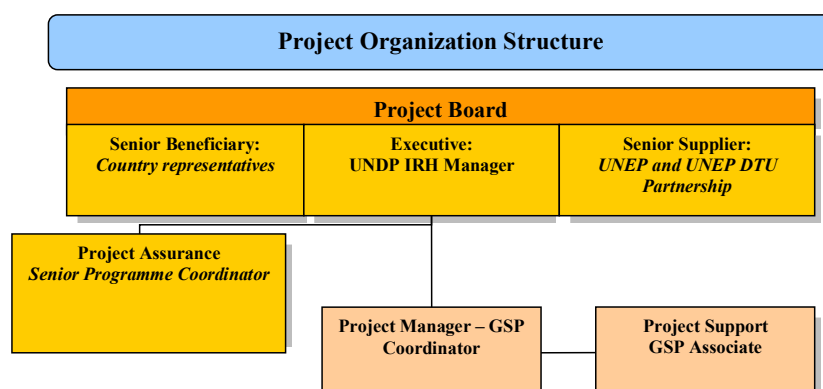 Project Organization Structure
Project Board
Senior Beneficiary:
Country representatives
Executive:
UNDP IRH Manager
Senior Supplier:
UNEP and UNEP DTU
Partnership
Project Assurance
Senior Programme Coordinator
Project Manager – GSP
Coordinator
Project Support
GSP Associate